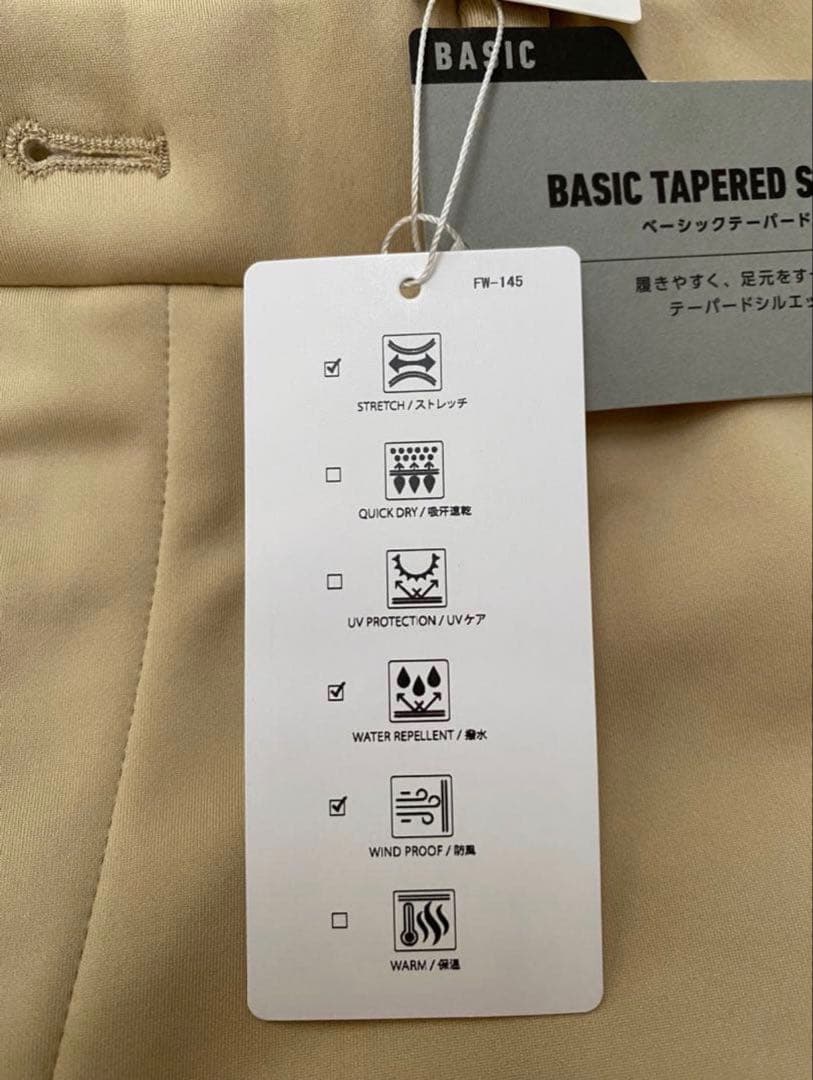 BASIC
BASIC TAPERED S
ベーシックテーパード
履きやすく、足元をす
テーパードシルエッ
FW-145
STRETCH / ストレッチ
QUICK DRY / 吸汗速乾
UV PROTECTION / UVケア
WATER REPELLENT / 撥水
WIND PROOF / 防風
WARM / 保温